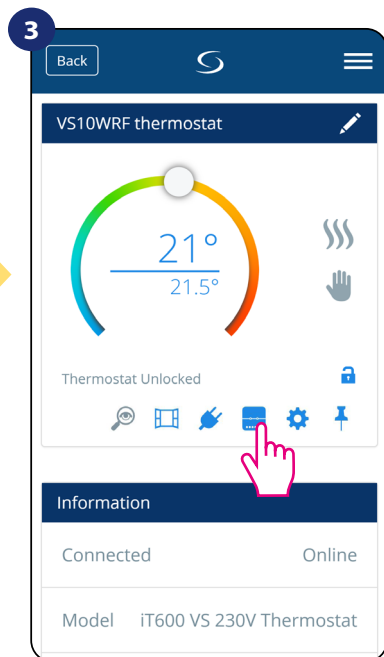 3
Back
VS10WRF thermostat
21°
21.5°
Thermostat Unlocked
Information
Connected Online
Model iT600 VS 230V Thermostat